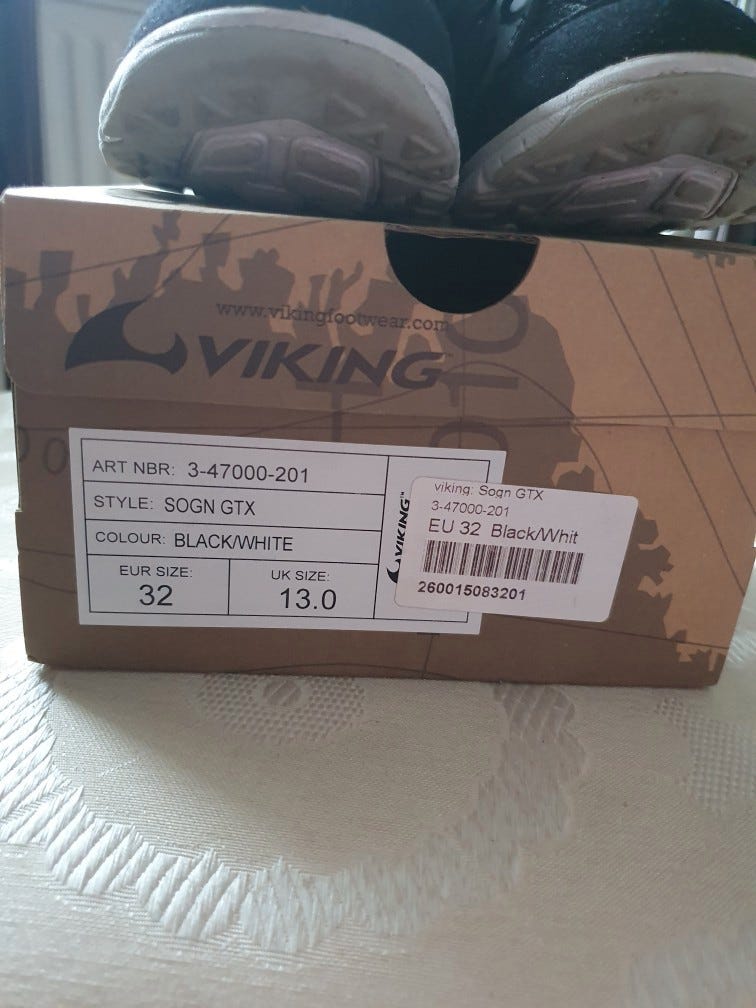 www.vikingfootwear.com
VIKING
ART NBR: 3-47000-201
STYLE: SOGN GTX
COLOUR: BLACK/WHITE
EUR SIZE:
32
UK SIZE:
13.0
VIKING™
viking: Sogn GTX
3-47000-201
EU 32 Black/Whit
260015083201